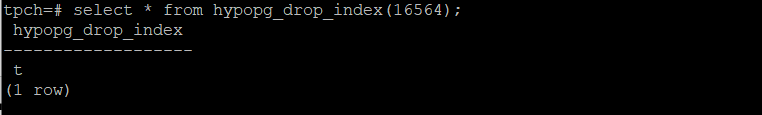 tpch=# select * from hypopg_drop_index(16564);
 hypopg_drop_index
-------------------
 t
(1 row)